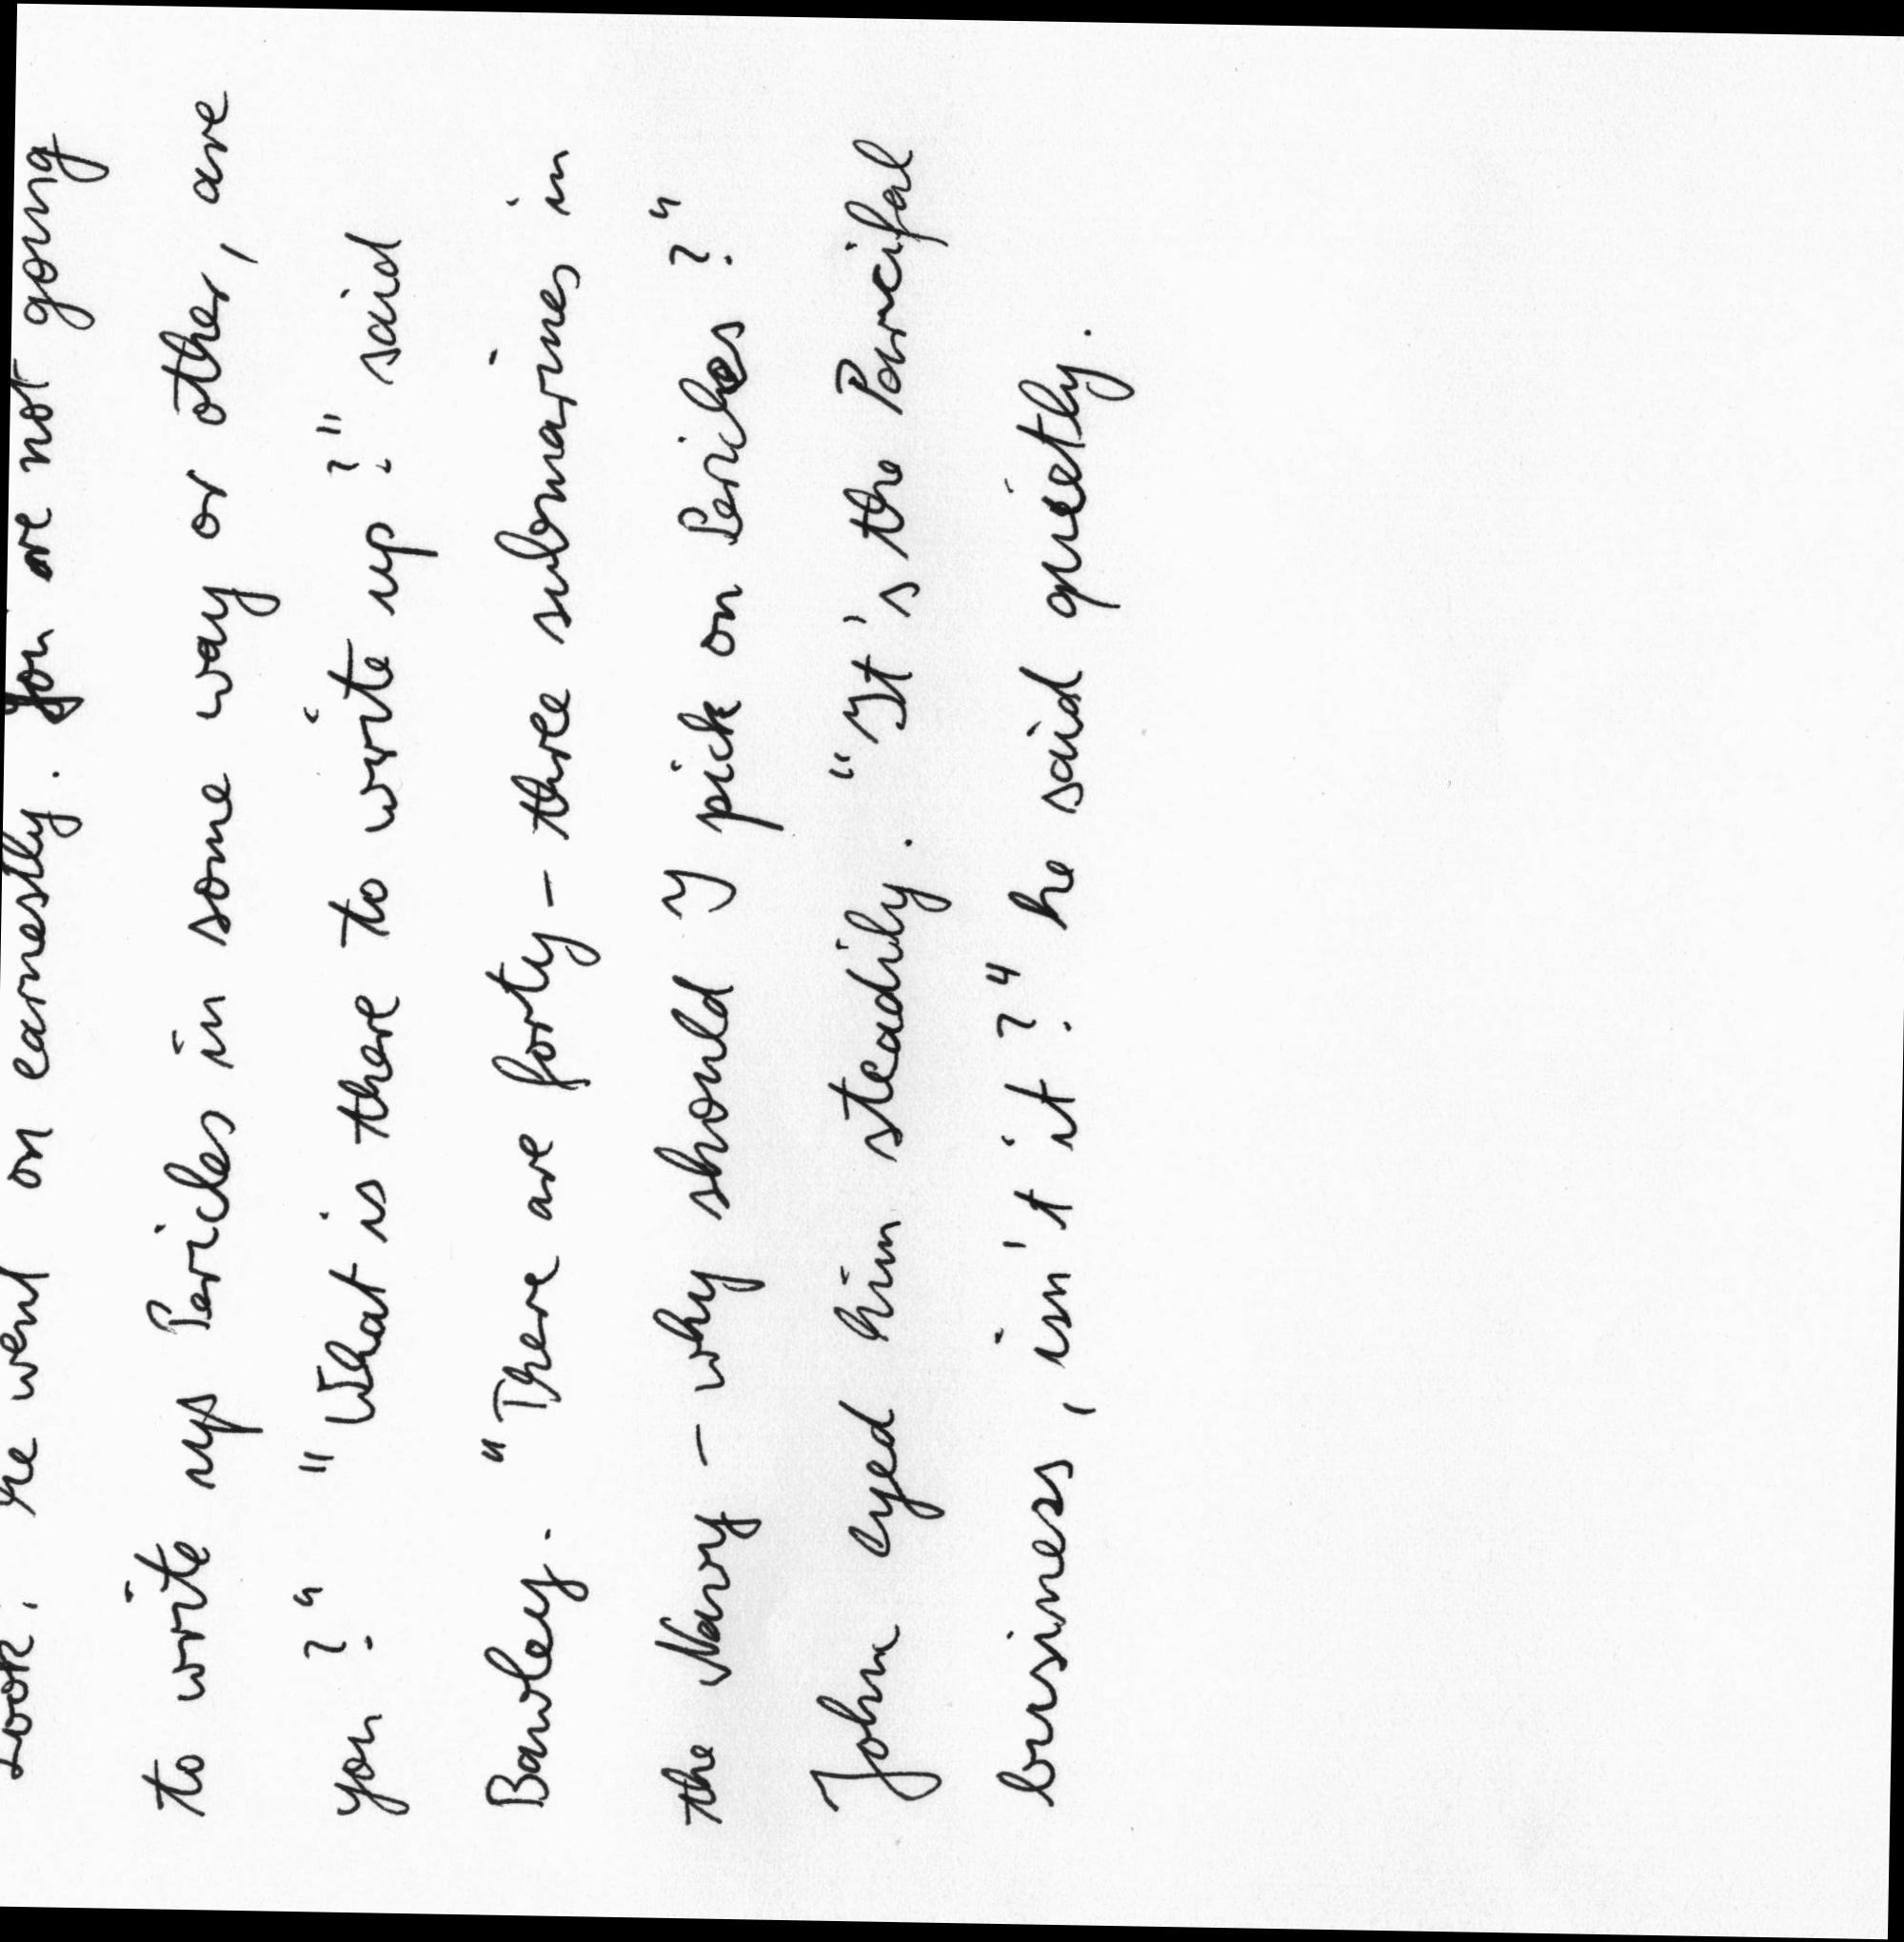 Look, he went on earnestly. You are not going
to write up Pericles in some way or other, are
you?" "What is there to write up?" said
Bawley. "There are forty-three submarines in
the Navy - why should I pick on Pericles?"
John eyed him steadily. "It's the Parcifal
business, isn't it?" he said quietly.